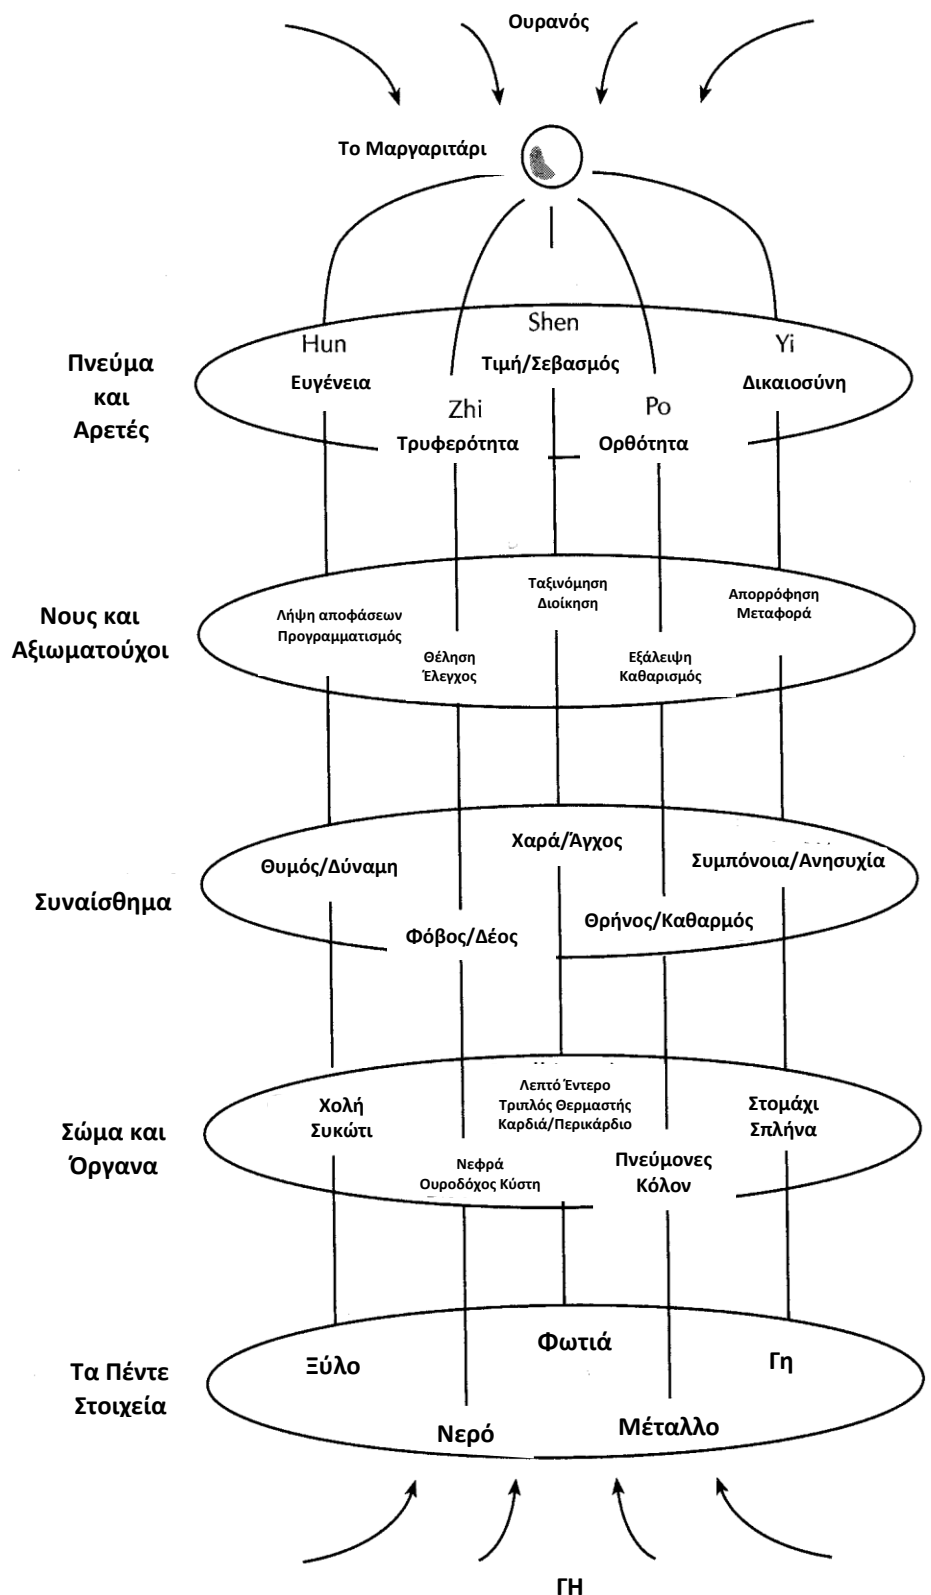 Ουρανός
Το Μαργαριτάρι
Πνεύμα
και
Αρετές
Hun
Ευγένεια
Shen
Τιμή/Σεβασμός
Yi
Δικαιοσύνη
Zhi
Τρυφερότητα
Po
Ορθότητα
Νους και
Αξιωματούχοι
Λήψη αποφάσεων
Προγραμματισμός
Ταξινόμηση
Διοίκηση
Απορρόφηση
Μεταφορά
Θέληση
Έλεγχος
Εξάλειψη
Καθαρισμός
Συναίσθημα
Θυμός/Δύναμη
Χαρά/Άγχος
Συμπόνοια/Ανησυχία
Φόβος/Δέος
Θρήνος/Καθαρμός
Σώμα και
Όργανα
Χολή
Συκώτι
Λεπτό Έντερο
Τριπλός Θερμαστής
Καρδιά/Περικάρδιο
Στομάχι
Σπλήνα
Νεφρά
Ουροδόχος Κύστη
Πνεύμονες
Κόλον
Τα Πέντε
Στοιχεία
Ξύλο
Φωτιά
Γη
Νερό
Μέταλλο
ΓΗ